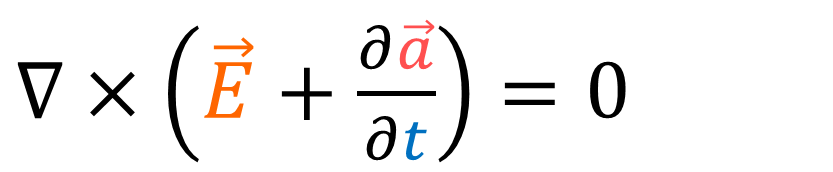 ∇ × (E⃗ + ∂a⃗/∂t) = 0